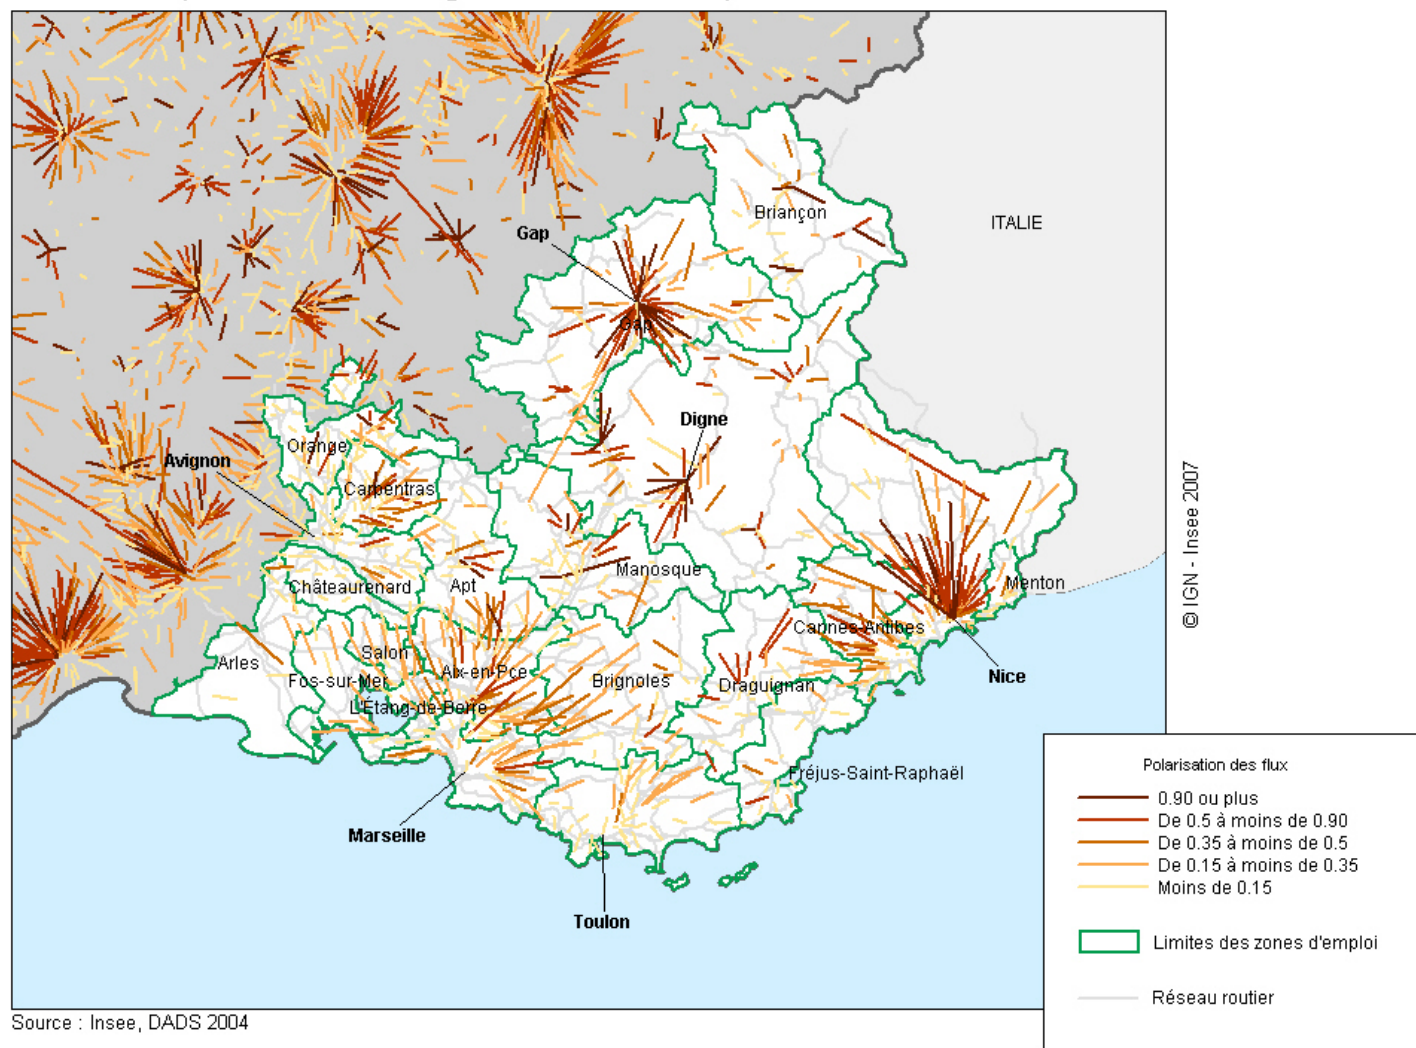 Briançon
ITALIE
Gap
Gap
Digne
Orange
Avignon
Carpentras
© IGN - Insee 2007
Manosque
Menton
Châteaurenard
Apt
Cannes-Antibes
Salon
Arles
Aix-en-Pce
Fos-sur-Mer
Brignoles
Draguignan
Nice
L'Étang-de-Berre
Fréjus-Saint-Raphaël
Marseille
Toulon
Polarisation des flux
0.90 ou plus
De 0.5 à moins de 0.90
De 0.35 à moins de 0.5
De 0.15 à moins de 0.35
Moins de 0.15
Limites des zones d'emploi
Réseau routier
Source : Insee, DADS 2004